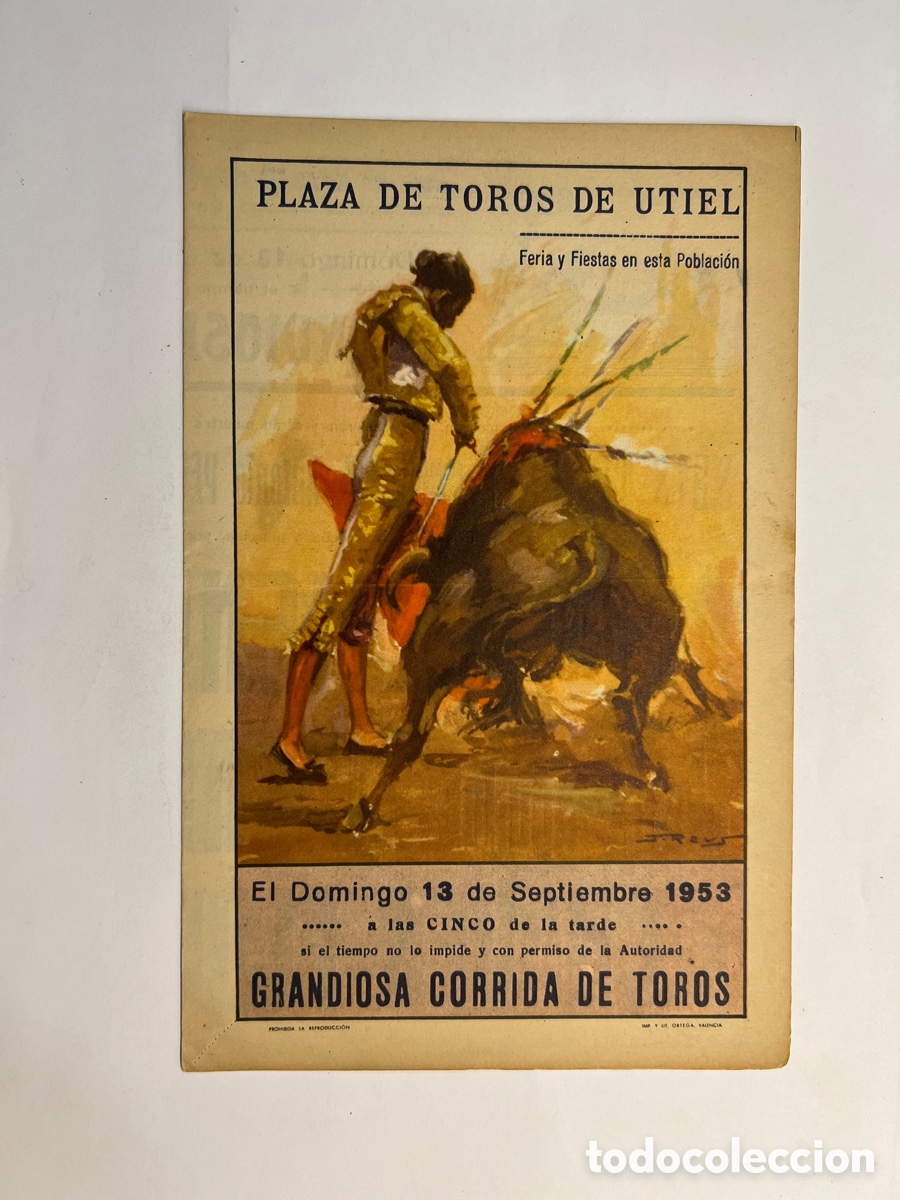 PLAZA DE TOROS DE UTIEL
Feria y Fiestas en esta Población
J. REUS
El Domingo 13 de Septiembre 1953
...... a las CINCO de la tarde .... .
si el tiempo no lo impide y con permiso de la Autoridad
GRANDIOSA CORRIDA DE TOROS
PROHIBIDA LA REPRODUCCIÓN
IMP. Y LIT. ORTEGA. VALENCIA
todocoleccion